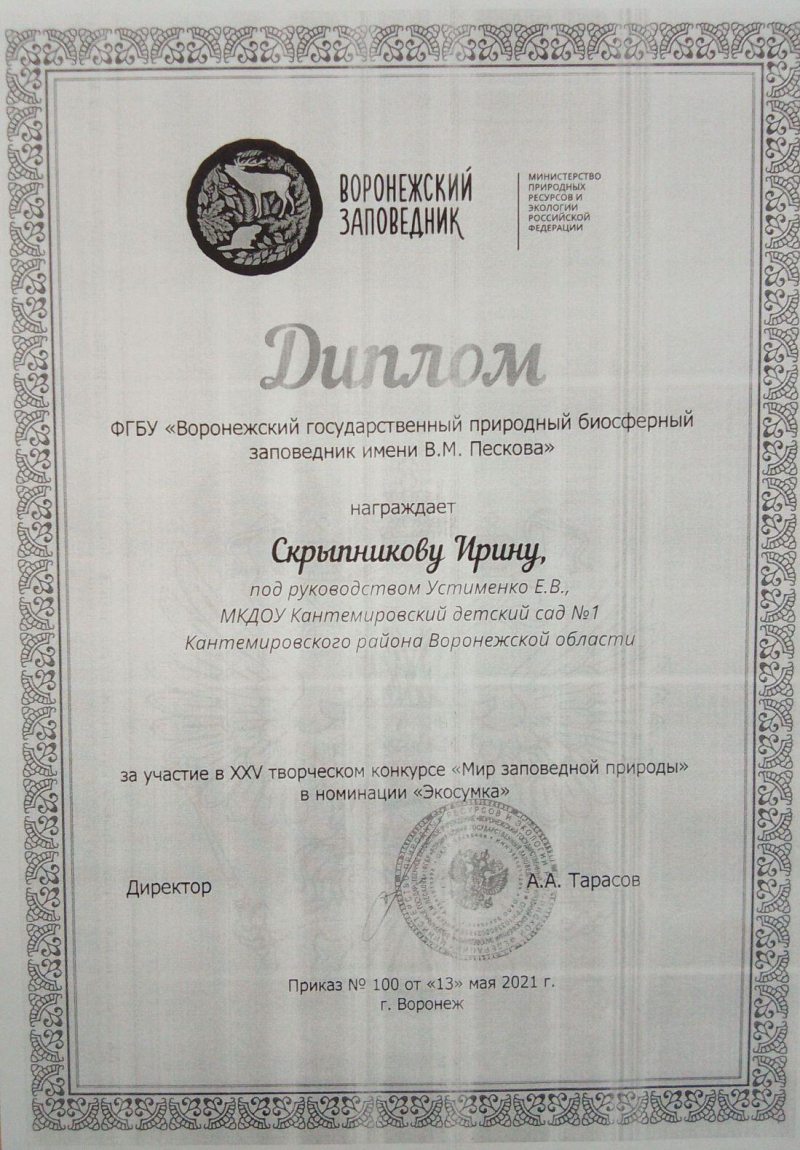 ВОРОНЕЖСКИЙ
ЗАПОВЕДНИК
МИНИСТЕРСТВО
ПРИРОДНЫХ
РЕСУРСОВ И
ЭКОЛОГИИ
РОССИЙСКОЙ
ФЕДЕРАЦИИ
Диплом
ФГБУ «Воронежский государственный природный биосферный
заповедник имени В.М. Пескова»
награждает
Скрыпникову Ирину,
под руководством Устименко Е.В.,
МКДОУ Кантемировский детский сад №1
Кантемировского района Воронежской области
за участие в XXV творческом конкурсе «Мир заповедной природы»
в номинации «Экосумка»
Директор
А.А. Тарасов
Приказ № 100 от «13» мая 2021 г.
г. Воронеж